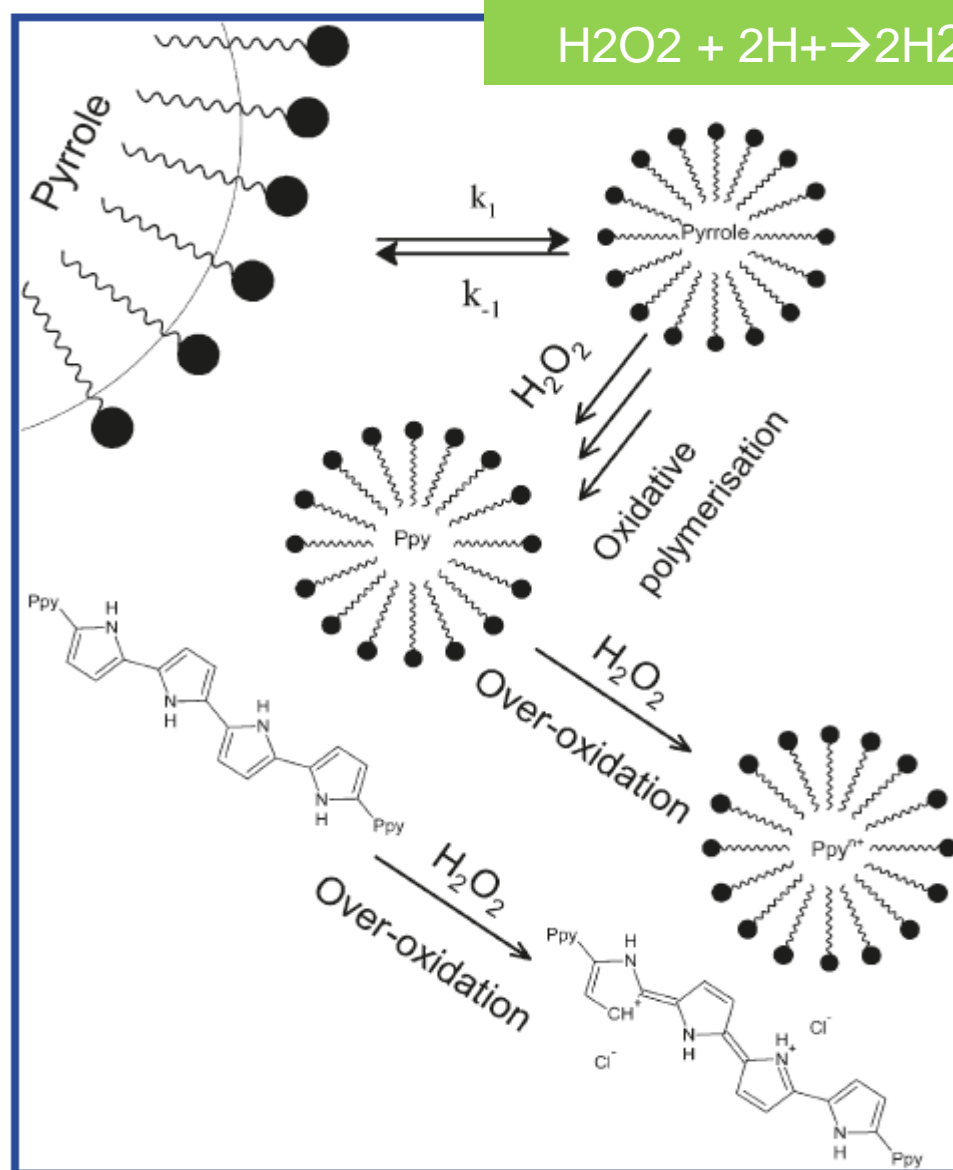 H2O2 + 2H+→2H2
Pyrrole
k₁
k₋₁
Pyrrole
H₂O₂
Oxidative
polymerisation
Ppy
H₂O₂
Over-oxidation
Ppy
H
N
N
H
H
N
N
H
Ppy
Ppyⁿ⁺
H₂O₂
Over-oxidation
Ppy
H
N
CH⁺
Cl⁻
N
H
H
N⁺
Cl⁻
N
H
Ppy